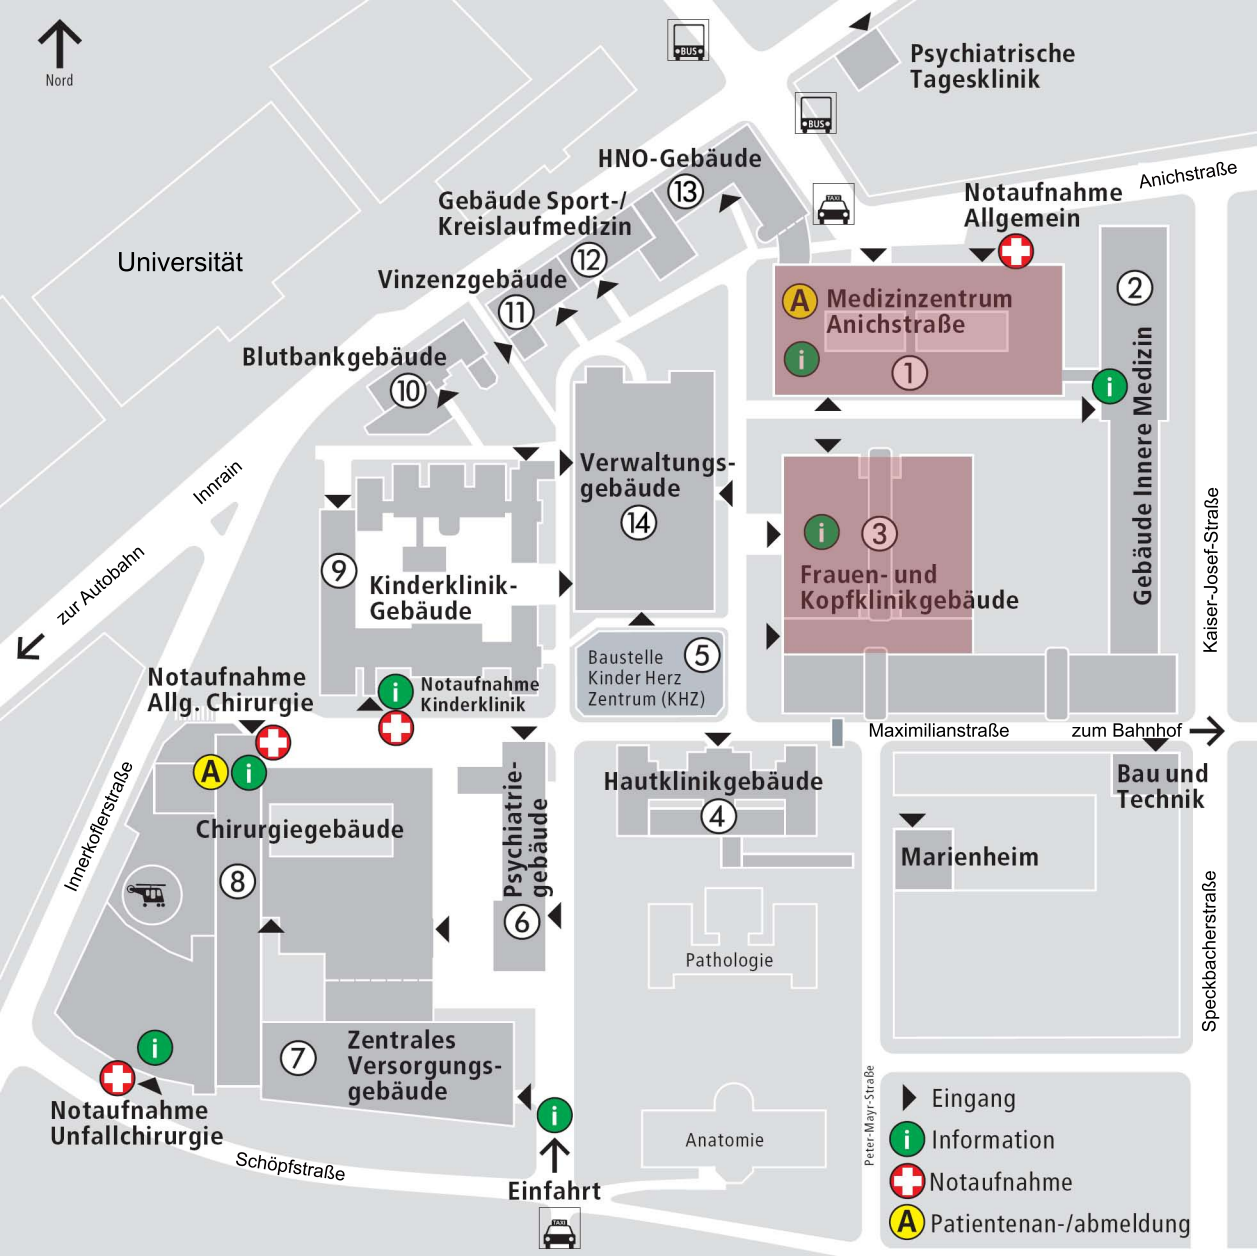 Nord
BUS
Psychiatrische
Tagesklinik
BUS
HNO-Gebäude
13
TAXI
Anichstraße
Notaufnahme
Allgemein
Gebäude Sport-/
Kreislaufmedizin
12
Universität
Vinzenzgebäude
11
A
Medizinzentrum
Anichstraße
i
1
2
Gebäude Innere Medizin
i
Blutbankgebäude
10
Innrain
zur Autobahn
Verwaltungs-
gebäude
14
i
3
Frauen- und
Kopfklinikgebäude
Kaiser-Josef-Straße
9
Kinderklinik-
Gebäude
Baustelle
Kinder Herz
Zentrum (KHZ)
5
Notaufnahme
Allg. Chirurgie
i
Notaufnahme
Kinderklinik
Maximilianstraße
zum Bahnhof
A
i
Innerkoflerstraße
Chirurgiegebäude
8
Psychiatrie-
gebäude
6
Hautklinikgebäude
4
Bau und
Technik
Marienheim
Speckbacherstraße
Pathologie
i
Notaufnahme
Unfallchirurgie
7
Zentrales
Versorgungs-
gebäude
i
Einfahrt
TAXI
Schöpfstraße
Anatomie
Peter-Mayr-Straße
Eingang
i Information
Notaufnahme
A Patientenan-/abmeldung